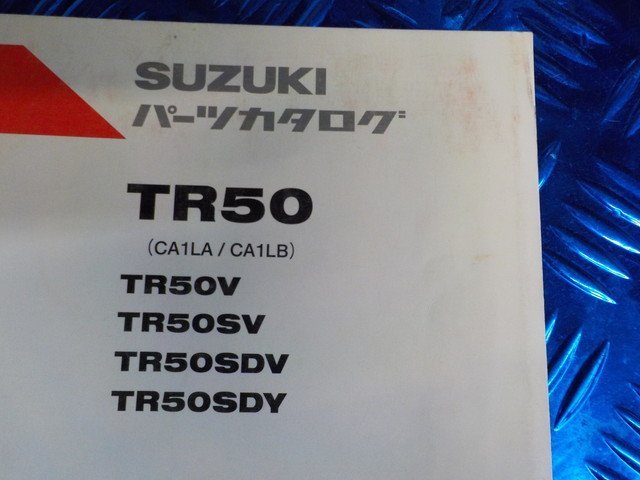 SUZUKI
パーツカタログ
TR50
(CA1LA / CA1LB)
TR50V
TR50SV
TR50SDV
TR50SDY